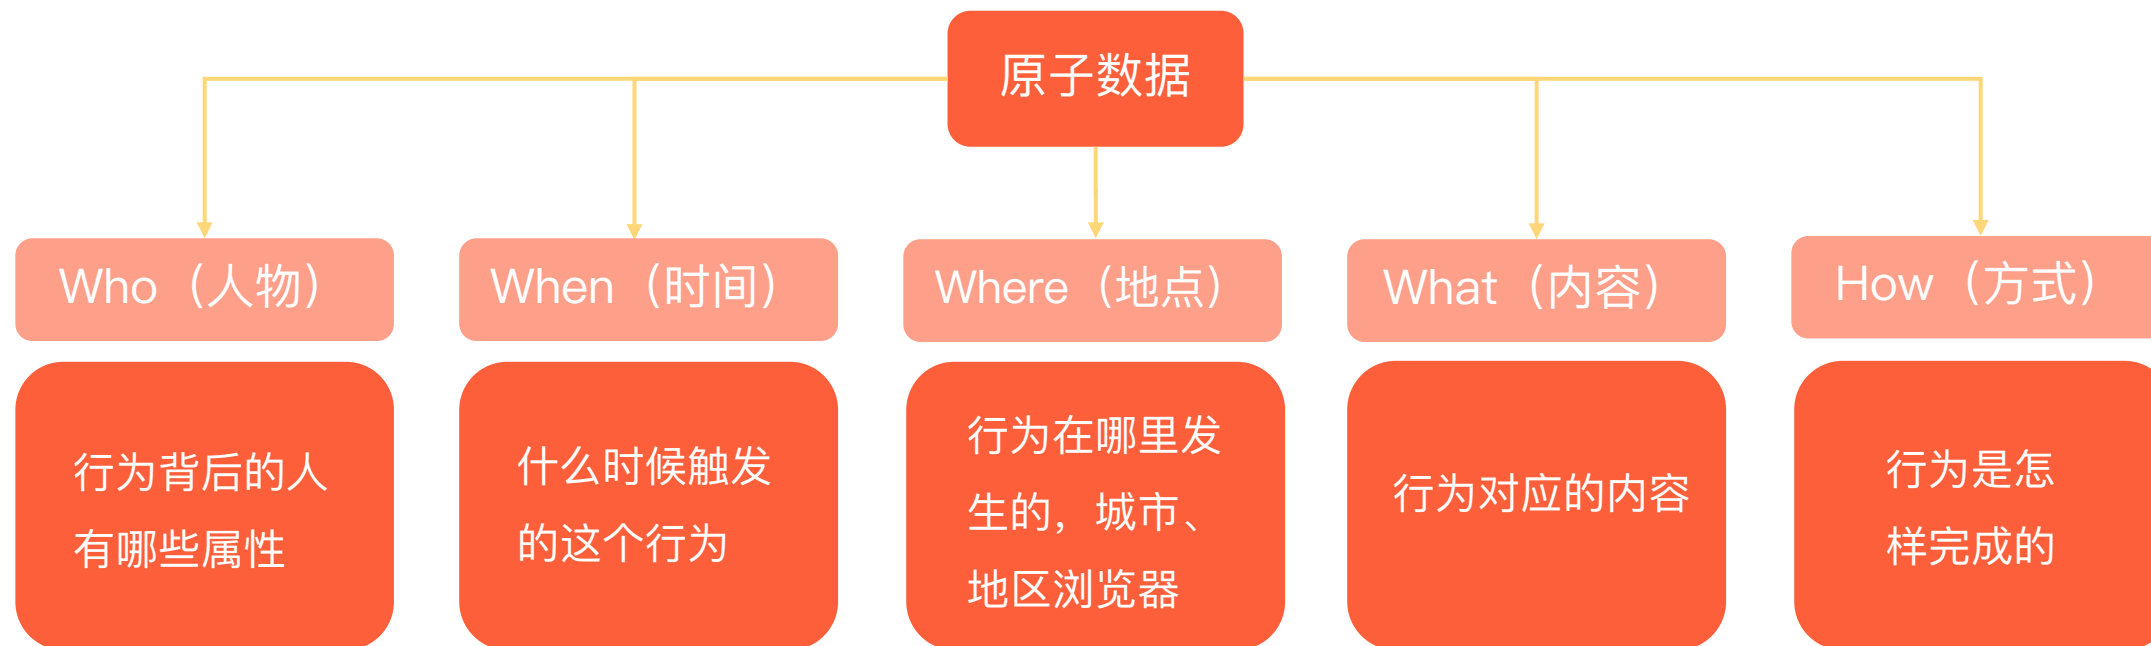 原子数据
Who（人物）
When（时间）
Where（地点）
What（内容）
How（方式）
行为背后的人
有哪些属性
什么时候触发
的这个行为
行为在哪里发
生的，城市、
地区浏览器
行为对应的内容
行为是怎
样完成的